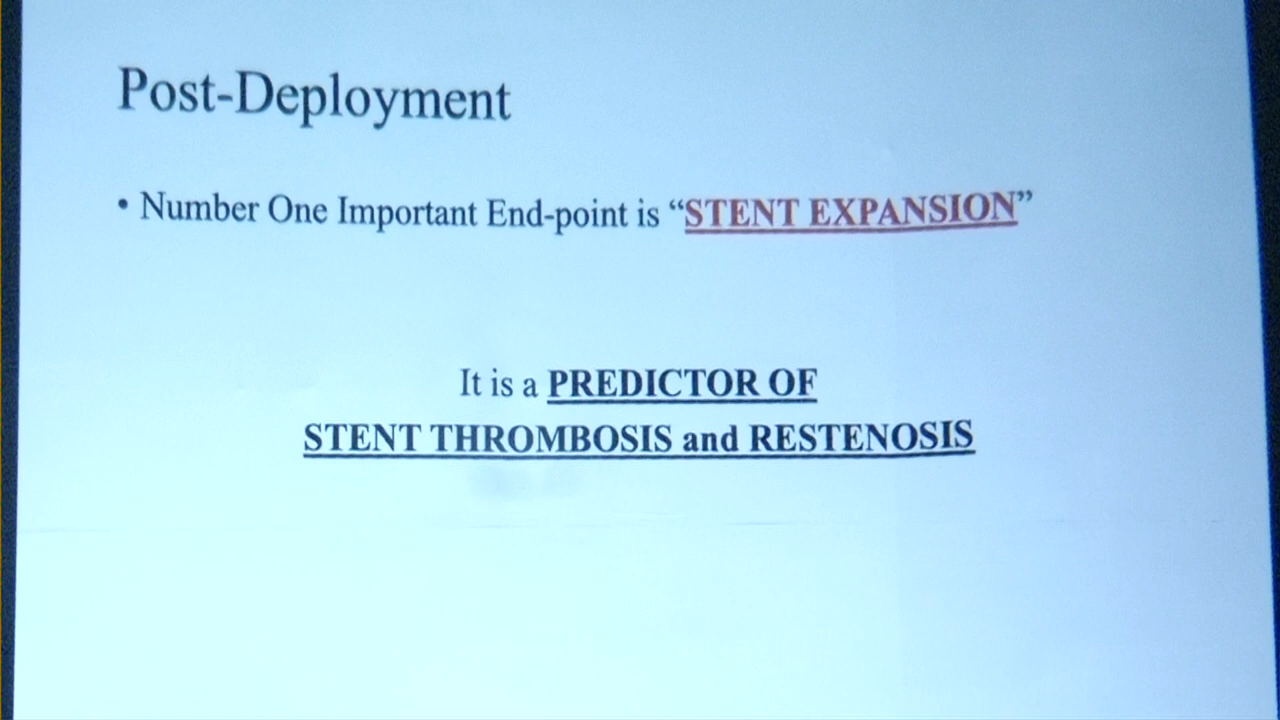 Post-Deployment
• Number One Important End-point is “STENT EXPANSION”
It is a PREDICTOR OF
STENT THROMBOSIS and RESTENOSIS